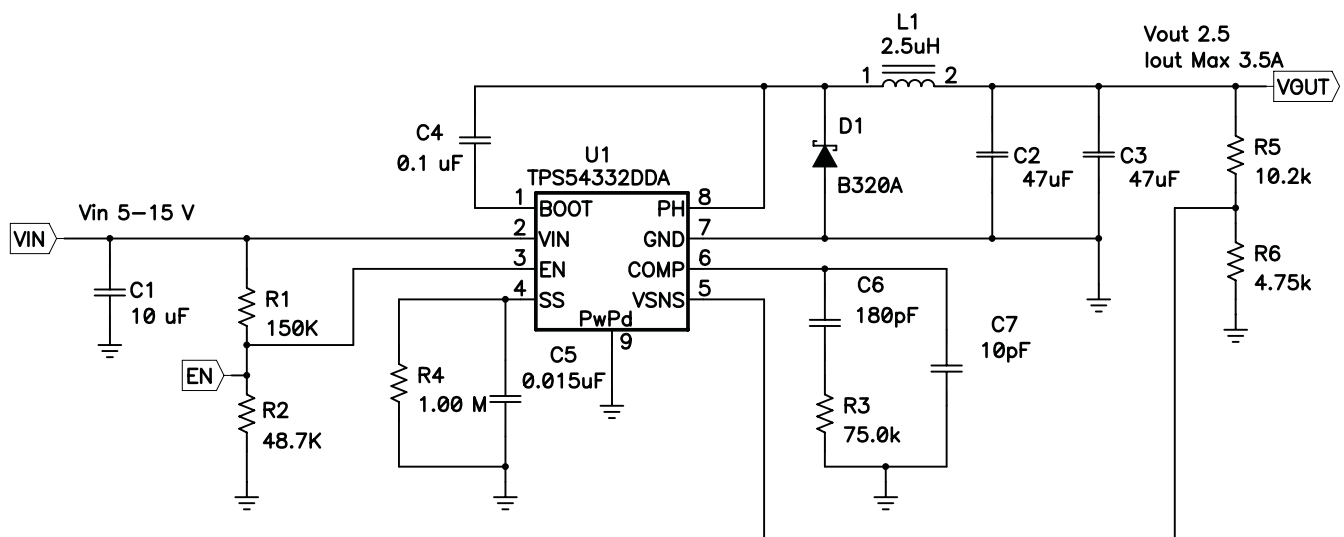 L1
2.5uH
1
2
Vout 2.5
Iout Max 3.5A
VOUT
C4
0.1 uF
D1
B320A
C2
47uF
C3
47uF
R5
10.2k
U1
TPS54332DDA
1
BOOT
PH
8
Vin 5-15 V
VIN
2
VIN
GND
7
3
EN
COMP
6
4
SS
VSNS
5
PwPd
9
C1
10 uF
R1
150K
EN
R2
48.7K
R4
1.00 M
C5
0.015uF
C6
180pF
C7
10pF
R3
75.0k
R6
4.75k